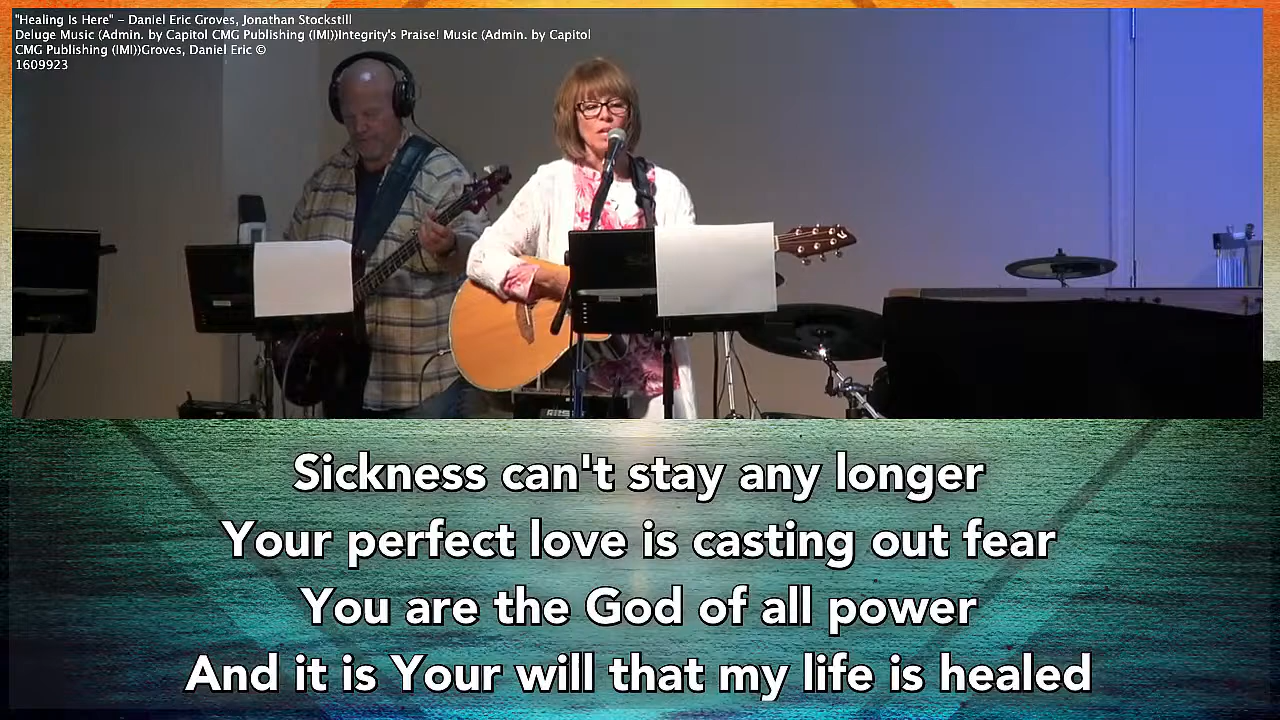 "Healing Is Here" – Daniel Eric Groves, Jonathan Stockstill
Deluge Music (Admin. by Capitol CMG Publishing (IMI))Integrity's Praise! Music (Admin. by Capitol
CMG Publishing (IMI))Groves, Daniel Eric ©
1609923
Sickness can't stay any longer
Your perfect love is casting out fear
You are the God of all power
And it is Your will that my life is healed